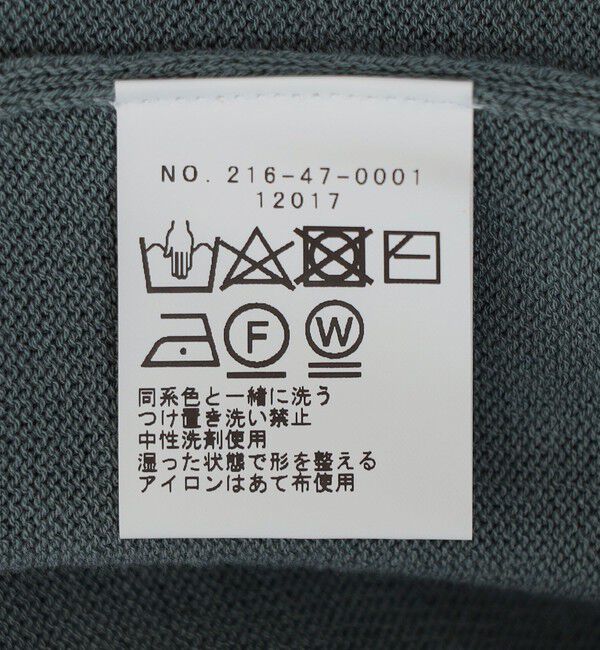 NO. 216-47-0001
12017
F W
同系色と一緒に洗う
つけ置き洗い禁止
中性洗剤使用
湿った状態で形を整える
アイロンはあて布使用